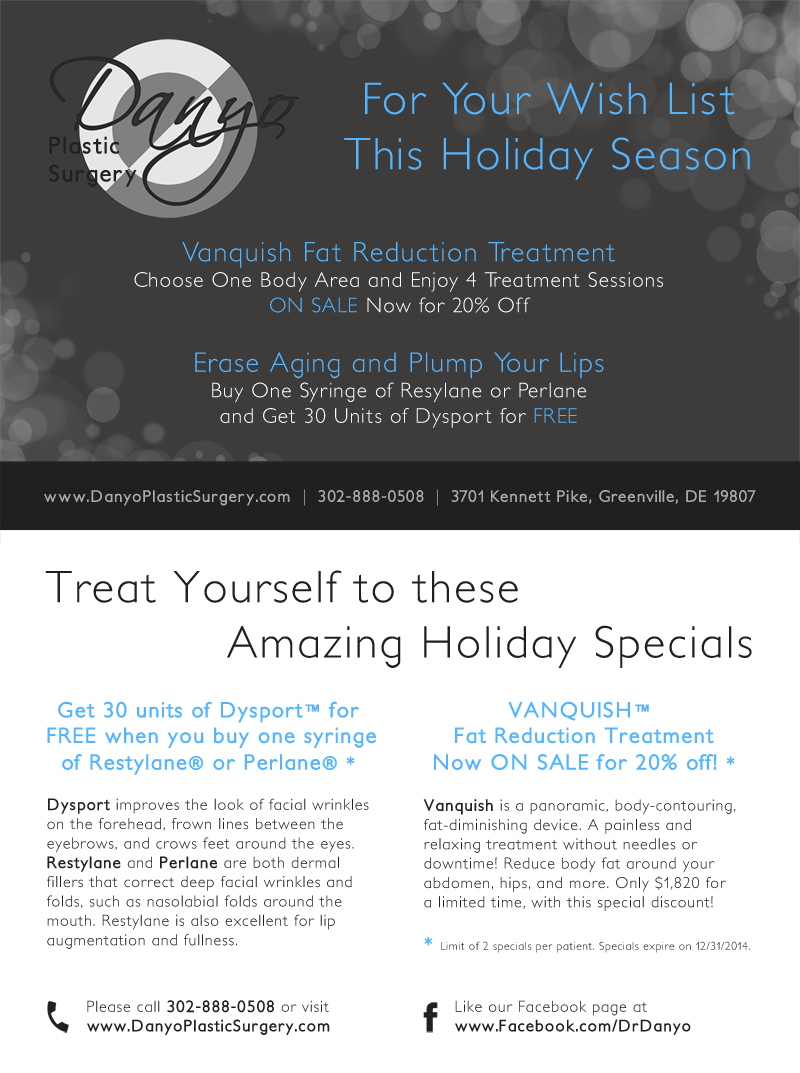 Danyo
Plastic
Surgery
For Your Wish List
This Holiday Season
Vanquish Fat Reduction Treatment
Choose One Body Area and Enjoy 4 Treatment Sessions
ON SALE Now for 20% Off
Erase Aging and Plump Your Lips
Buy One Syringe of Resylane or Perlane
and Get 30 Units of Dysport for FREE
www.DanyoPlasticSurgery.com | 302-888-0508 | 3701 Kennett Pike, Greenville, DE 19807
Treat Yourself to these
Amazing Holiday Specials
Get 30 units of Dysport™ for
FREE when you buy one syringe
of Restylane® or Perlane® *
Dysport improves the look of facial wrinkles
on the forehead, frown lines between the
eyebrows, and crows feet around the eyes.
Restylane and Perlane are both dermal
fillers that correct deep facial wrinkles and
folds, such as nasolabial folds around the
mouth. Restylane is also excellent for lip
augmentation and fullness.
VANQUISH™
Fat Reduction Treatment
Now ON SALE for 20% off! *
Vanquish is a panoramic, body-contouring,
fat-diminishing device. A painless and
relaxing treatment without needles or
downtime! Reduce body fat around your
abdomen, hips, and more. Only $1,820 for
a limited time, with this special discount!
* Limit of 2 specials per patient. Specials expire on 12/31/2014.
Please call 302-888-0508 or visit
www.DanyoPlasticSurgery.com
Like our Facebook page at
www.Facebook.com/DrDanyo